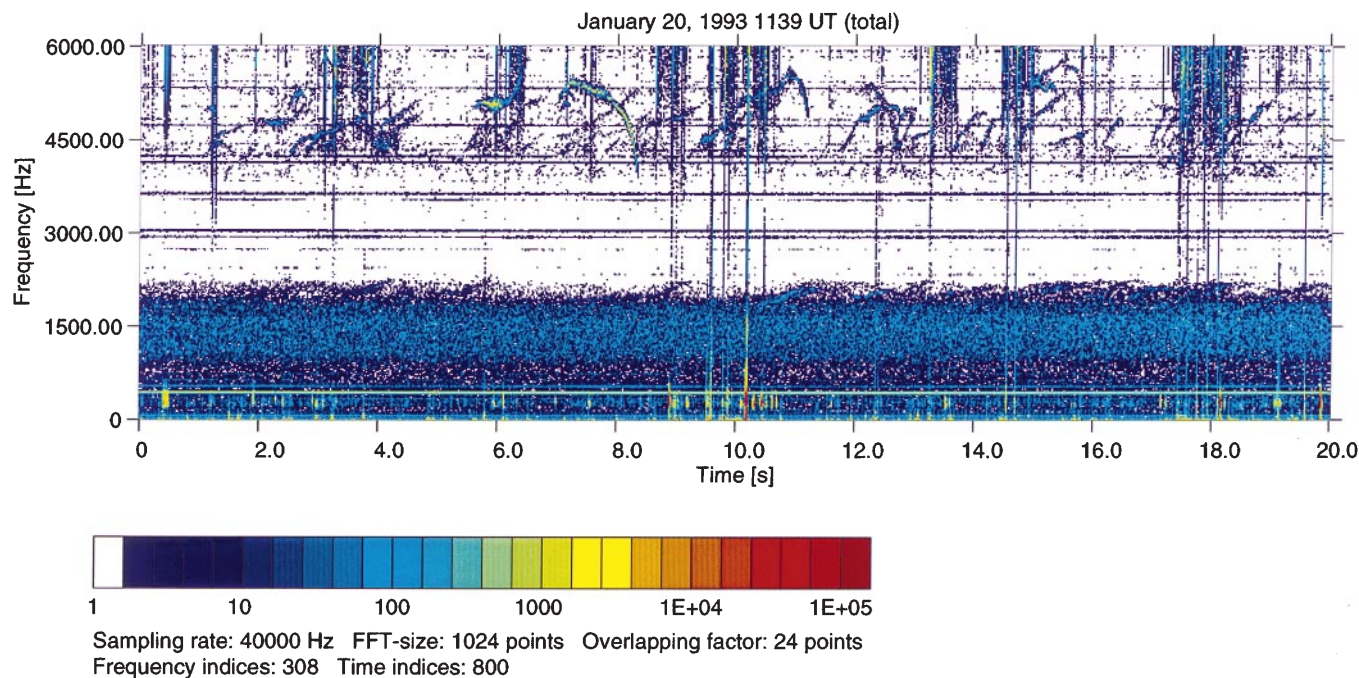 January 20, 1993 1139 UT (total)
6000.00
4500.00
3000.00
1500.00
0
Frequency [Hz]
0 2.0 4.0 6.0 8.0 10.0 12.0 14.0 16.0 18.0 20.0
Time [s]
1 10 100 1000 1E+04 1E+05
Sampling rate: 40000 Hz FFT-size: 1024 points Overlapping factor: 24 points
Frequency indices: 308 Time indices: 800